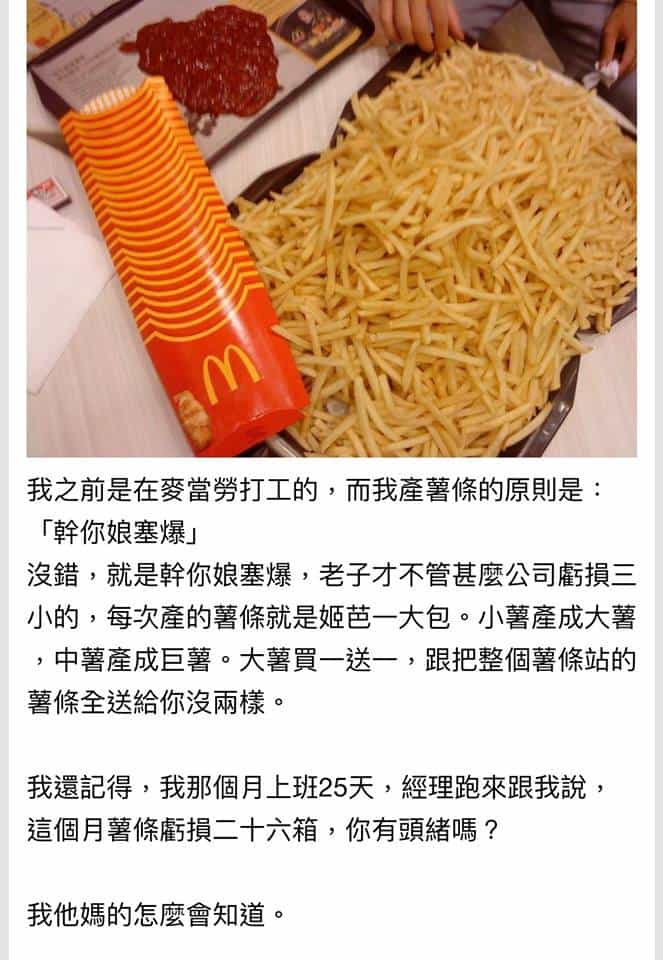 我之前是在麥當勞打工的，而我產薯條的原則是：
「幹你娘塞爆」
沒錯，就是幹你娘塞爆，老子才不管甚麼公司虧損三
小的，每次產的薯條就是姬芭一大包。小薯產成大薯
，中薯產成巨薯。大薯買一送一，跟把整個薯條站的
薯條全送給你沒兩樣。
我還記得，我那個月上班25天，經理跑來跟我說，
這個月薯條虧損二十六箱，你有頭緒嗎？
我他媽的怎麼會知道。